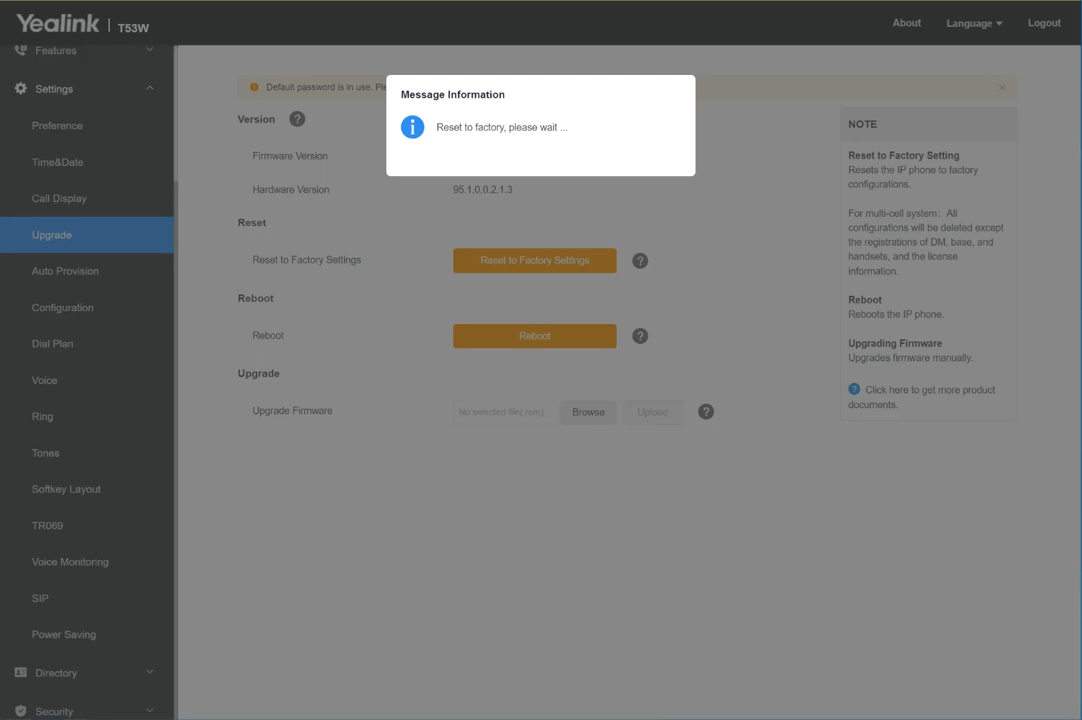 Yealink | T53W
About
Language
Logout
Features
Settings
Preference
Time&Date
Call Display
Upgrade
Auto Provision
Configuration
Dial Plan
Voice
Ring
Tones
Softkey Layout
TR069
Voice Monitoring
SIP
Power Saving
Directory
Security
Default password is in use. Ple
Message Information
Reset to factory, please wait ...
Version
Firmware Version
Hardware Version
95.1.0.0.2.1.3
Reset
Reset to Factory Settings
Reset to Factory Settings
Reboot
Reboot
Reboot
Upgrade
Upgrade Firmware
No selected file(.rom)
Browse
Upload
NOTE
Reset to Factory Setting
Resets the IP phone to factory
configurations.
For multi-cell system: All
configurations will be deleted except
the registrations of DM, base, and
handsets, and the license
information.
Reboot
Reboots the IP phone.
Upgrading Firmware
Upgrades firmware manually.
Click here to get more product
documents.